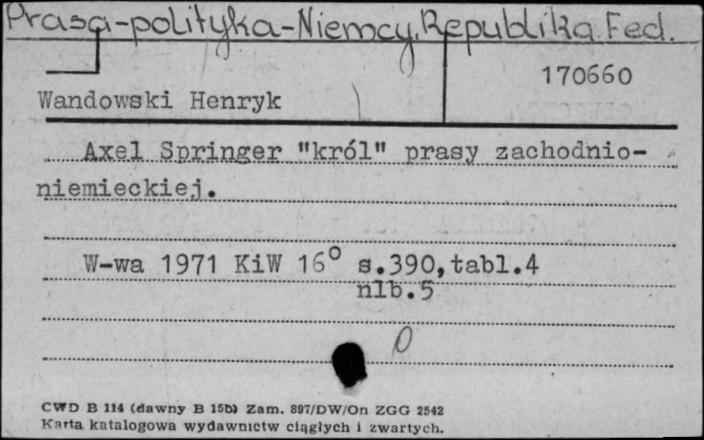 Prasa-polityka-Niemcy, Republika Fed.
170660
Wandowski Henryk
Axel Springer "król" prasy zachodnio-
niemieckiej.
W-wa 1971 KiW 16° s.390,tabl.4
nlb.5
CWD B 114 (dawny B 15b) Zam. 897/DW/On ZGG 2542
Karta katalogowa wydawnictw ciągłych i zwartych.